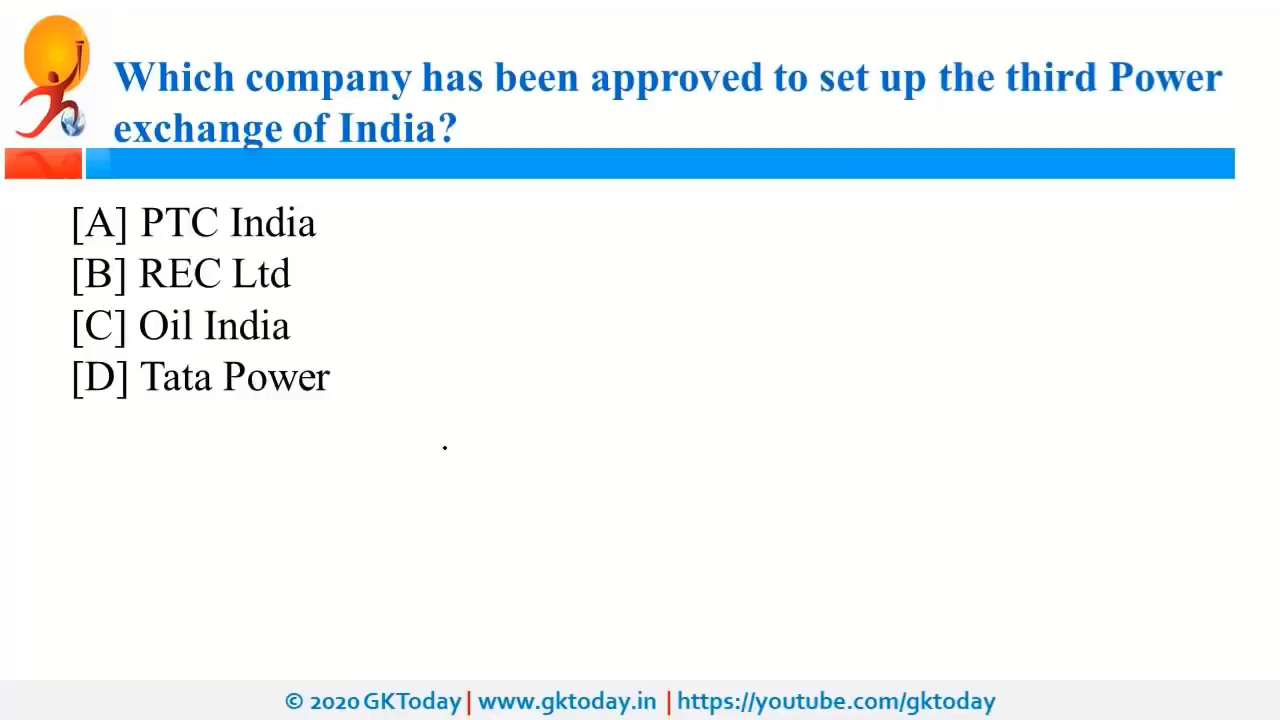 Which company has been approved to set up the third Power
exchange of India?
[A] PTC India
[B] REC Ltd
[C] Oil India
[D] Tata Power
© 2020 GKToday | www.gktoday.in | https://youtube.com/gktoday